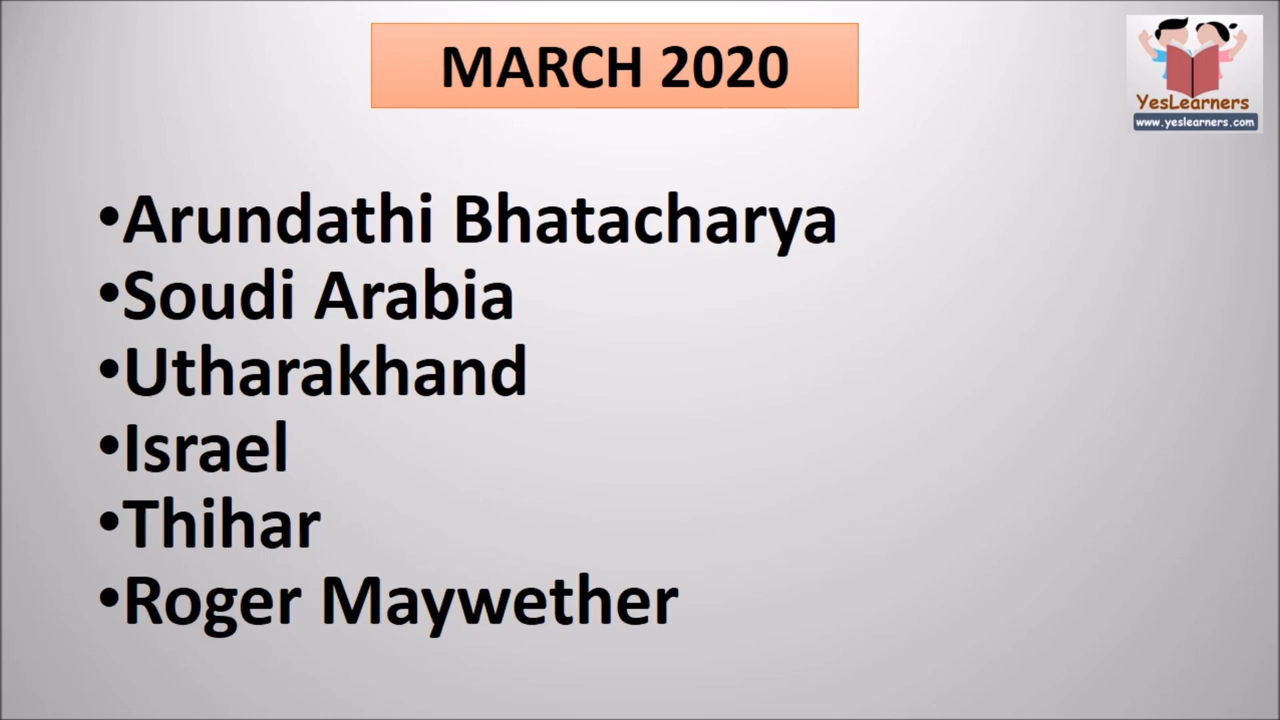 MARCH 2020
YesLearners
www.yeslearners.com
•Arundathi Bhatacharya
•Soudi Arabia
•Utharakhand
•Israel
•Thihar
•Roger Maywether